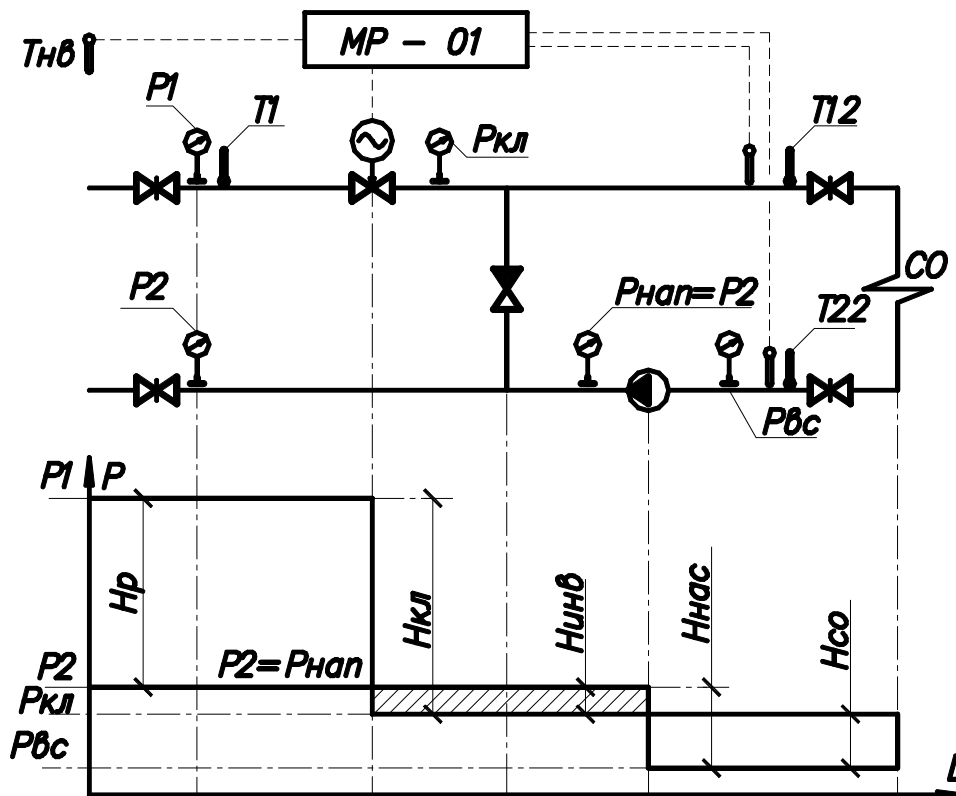 МР - 01
Тнв
Р1
Т1
Ркл
Т12
СО
Р2
Рнап=Р2
Т22
Рвс
Р1
Р
Нр
Нкл
Нинв
Ннас
Нсо
Р2
Р2=Рнап
Ркл
Рвс